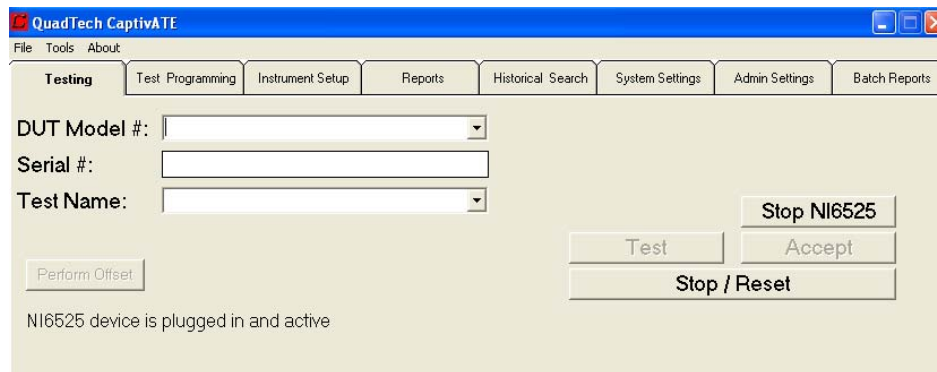 QuadTech CaptivATE
File Tools About
Testing Test Programming Instrument Setup Reports Historical Search System Settings Admin Settings Batch Reports
DUT Model #:
Serial #:
Test Name:
Stop NI6525
Test Accept
Perform Offset
Stop / Reset
NI6525 device is plugged in and active